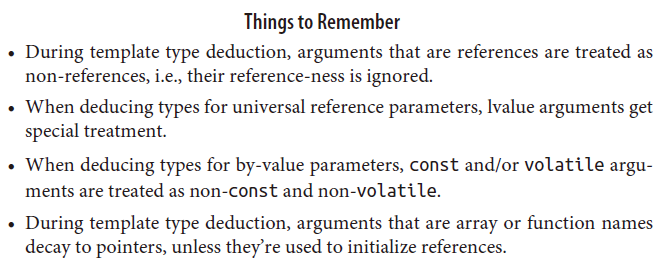 Things to Remember
• During template type deduction, arguments that are references are treated as
non-references, i.e., their reference-ness is ignored.
• When deducing types for universal reference parameters, lvalue arguments get
special treatment.
• When deducing types for by-value parameters, const and/or volatile argu-
ments are treated as non-const and non-volatile.
• During template type deduction, arguments that are array or function names
decay to pointers, unless they’re used to initialize references.